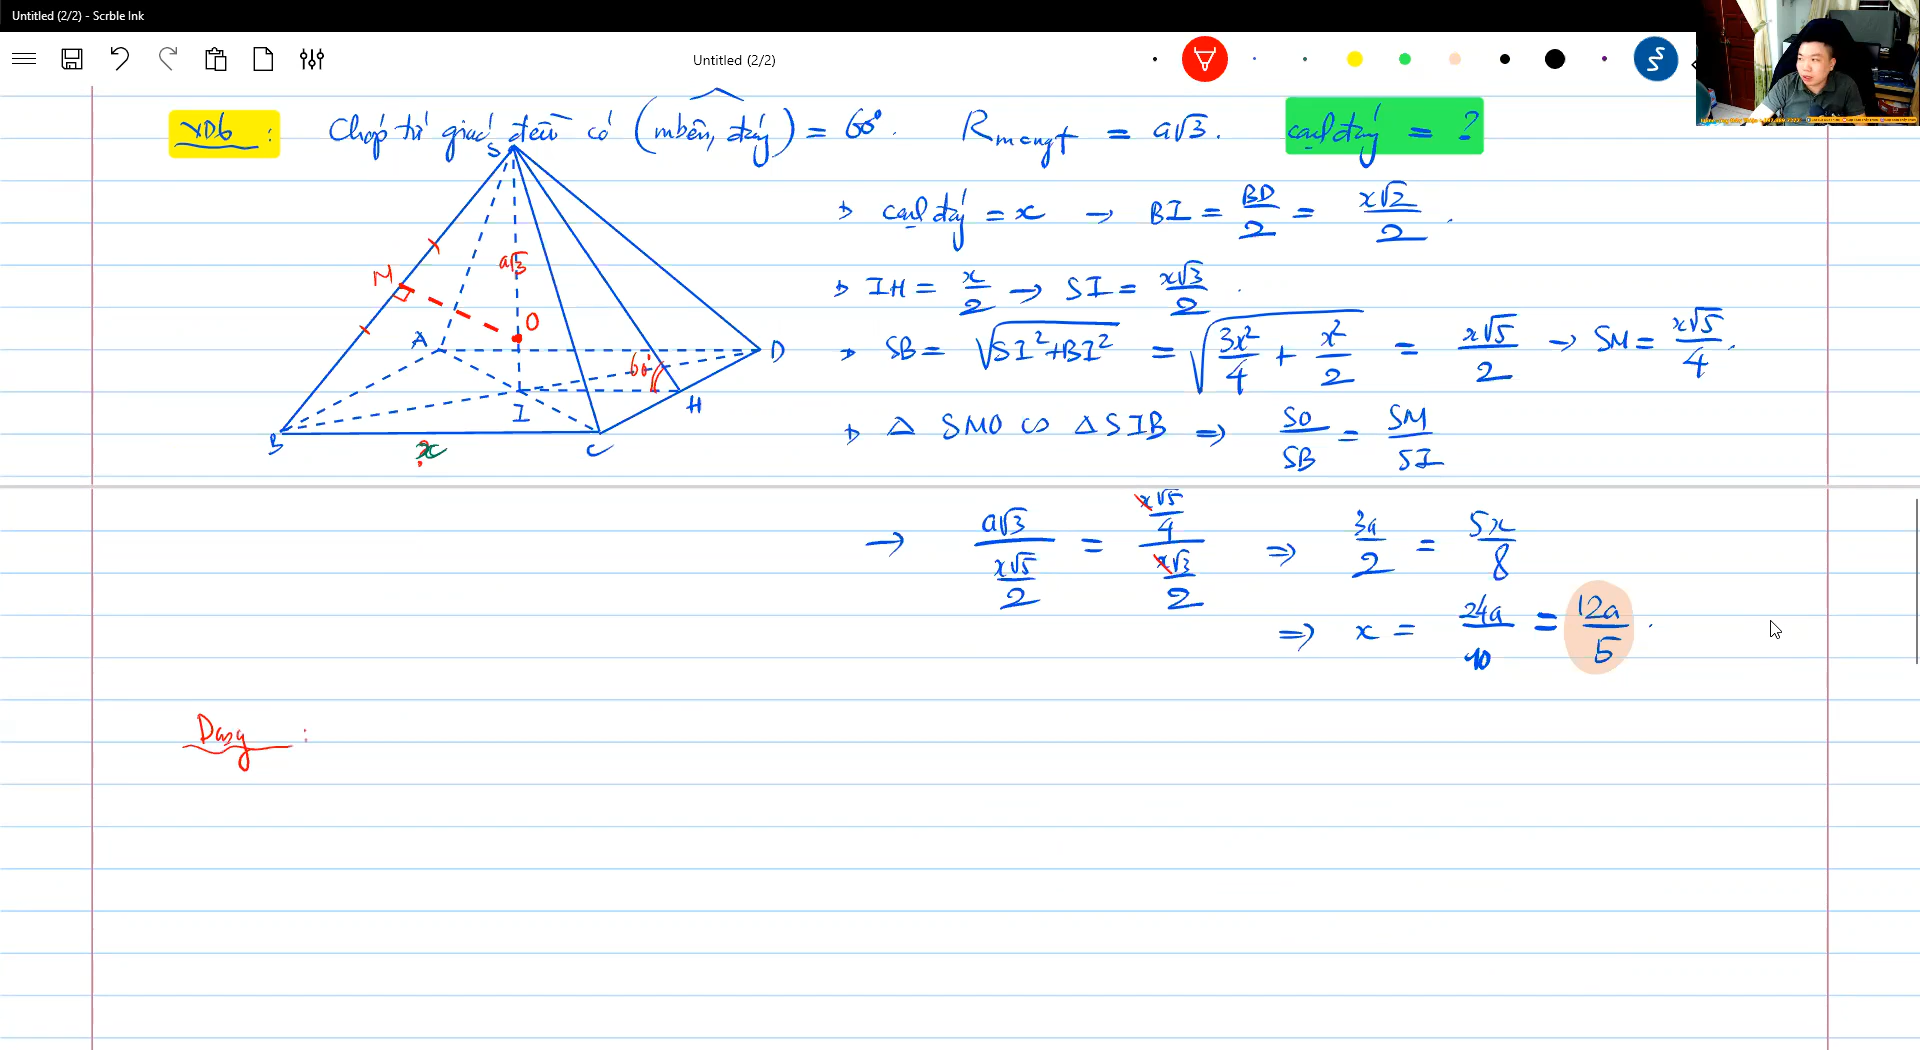 Untitled (2/2) - Scrble Ink
Untitled (2/2)
VD6 : Chóp tứ giác đều có (mbên, đáy) = 60°. Rmcngt = a√3. cạnh đáy = ?
→ cạnh đáy = x → BI = BD/2 = x√2/2.
→ IH = x/2 → SI = x√3/2.
→ SB = √(SI²+BI²) = √(3x²/4 + x²/2) = x√5/2 → SM = x√5/4.
→ Δ SMO ∽ Δ SIB ⇒ SO/SB = SM/SI
S
M
a√3
O
A
60°
D
I
H
B
x
C
→ a√3/(x√5/2) = (x√5/4)/(x√3/2) ⇒ 3a/2 = 5x/8
⇒ x = 24a/10 = 12a/5.
Dạng :